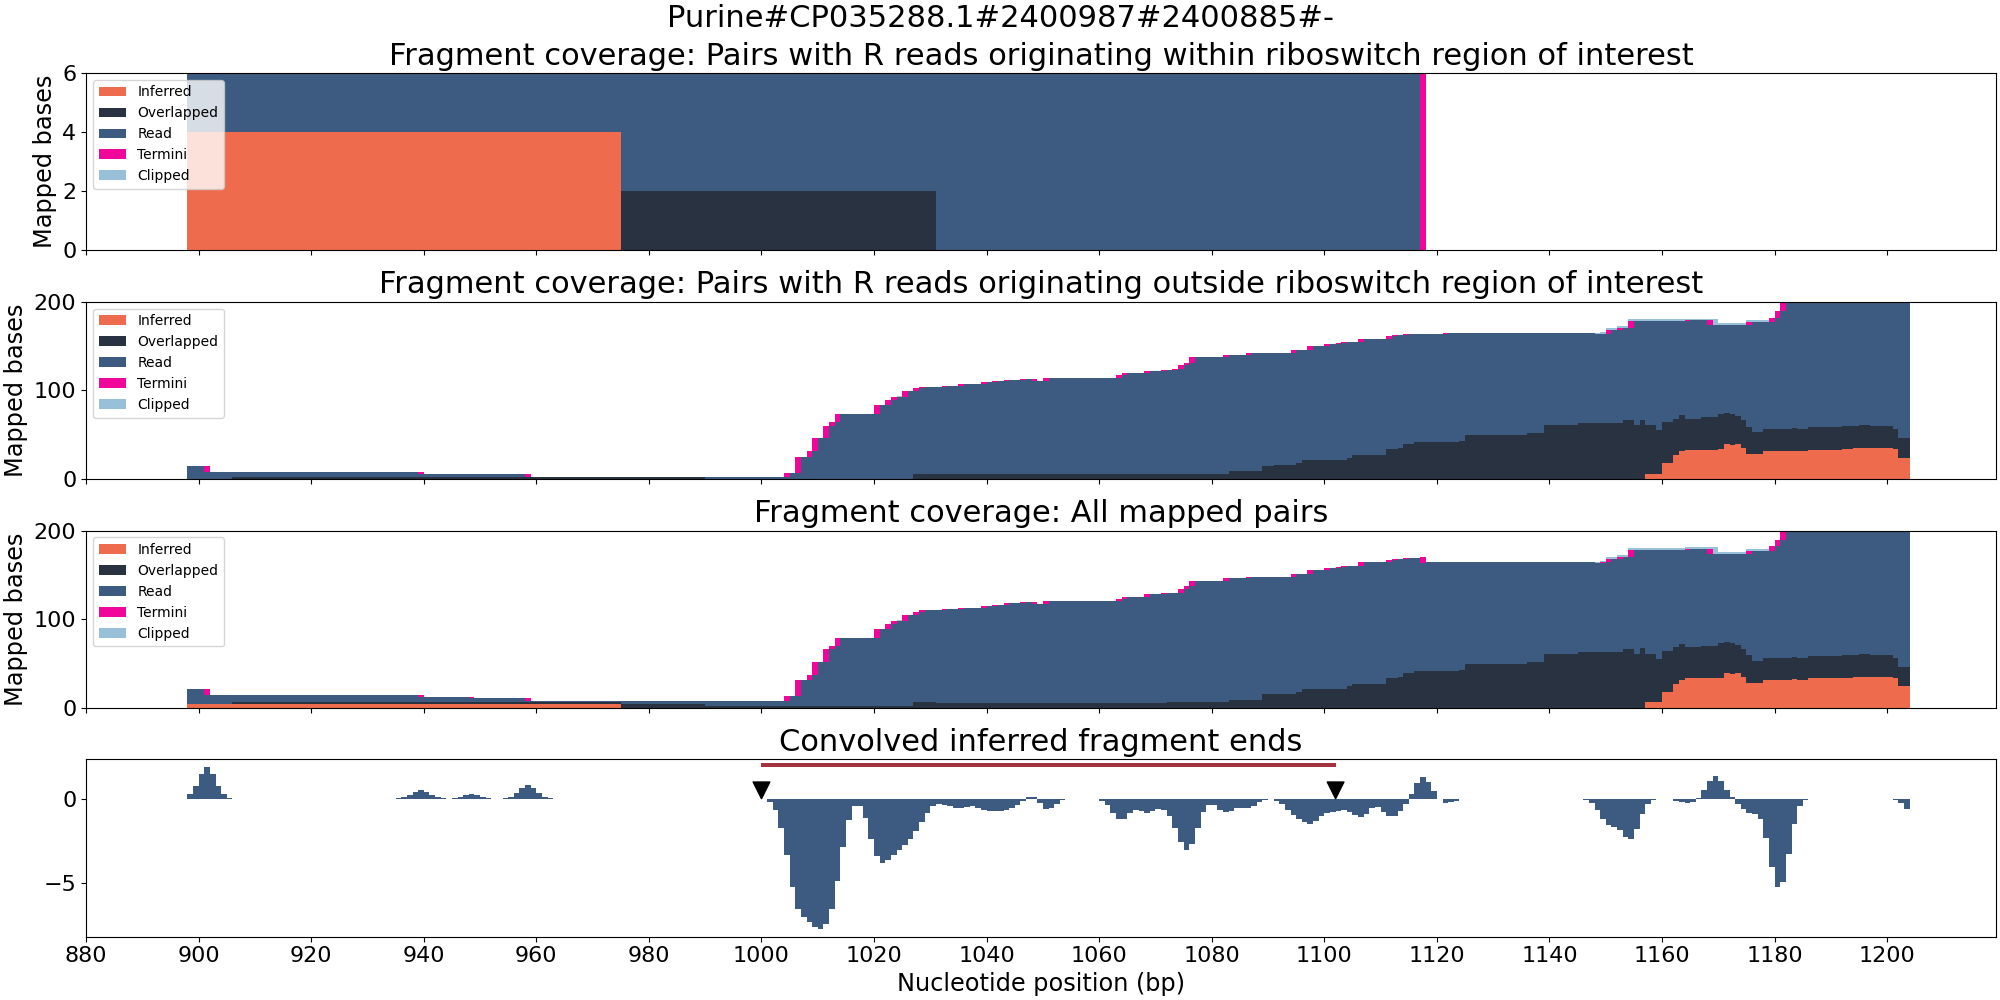 Purine#CP035288.1#2400987#2400885#-
Fragment coverage: Pairs with R reads originating within riboswitch region of interest
Mapped bases
6
4
2
0
Inferred
Overlapped
Read
Termini
Clipped
Fragment coverage: Pairs with R reads originating outside riboswitch region of interest
Mapped bases
200
100
0
Inferred
Overlapped
Read
Termini
Clipped
Fragment coverage: All mapped pairs
Mapped bases
200
100
0
Inferred
Overlapped
Read
Termini
Clipped
Convolved inferred fragment ends
0
−5
880 900 920 940 960 980 1000 1020 1040 1060 1080 1100 1120 1140 1160 1180 1200
Nucleotide position (bp)